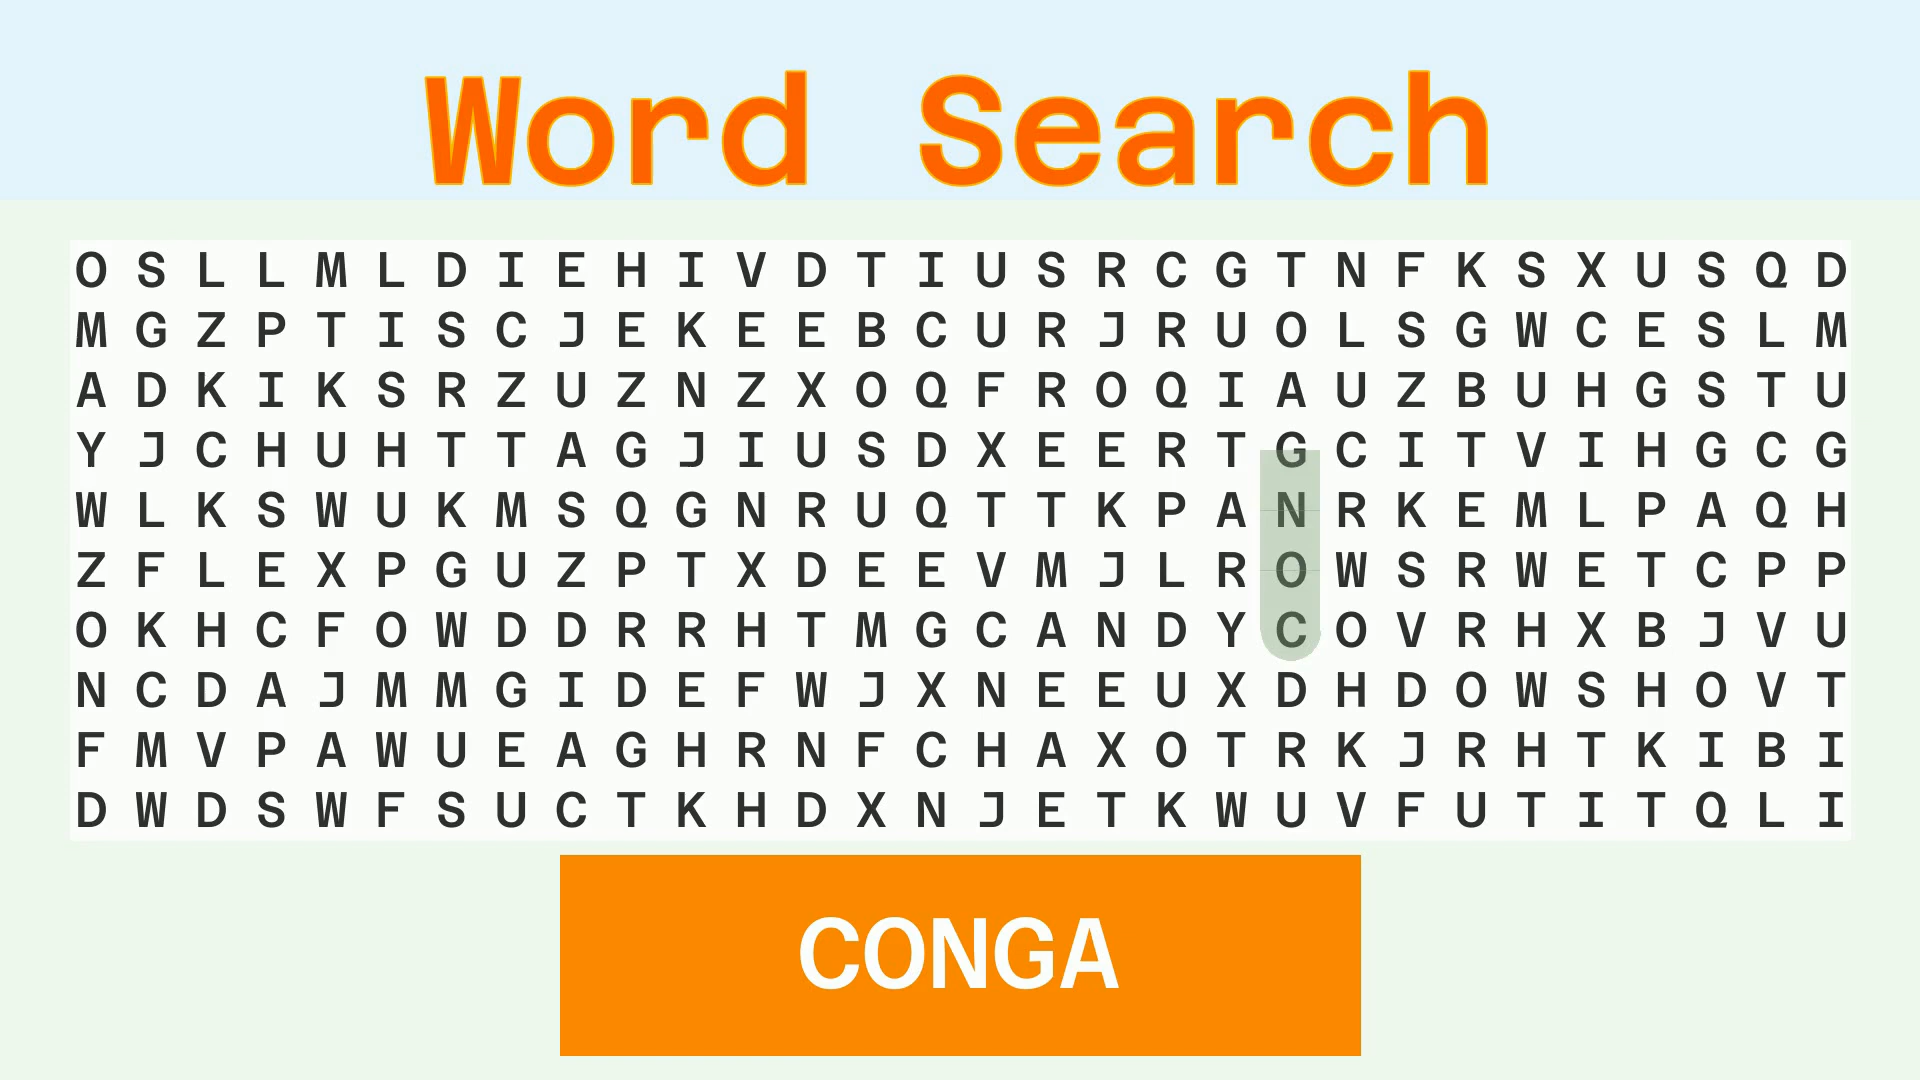 Word Search
O S L L M L D I E H I V D T I U S R C G T N F K S X U S Q D
M G Z P T I S C J E K E E B C U R J R U O L S G W C E S L M
A D K I K S R Z U Z N Z X O Q F R O Q I A U Z B U H G S T U
Y J C H U H T T A G J I U S D X E E R T G C I T V I H G C G
W L K S W U K M S Q G N R U Q T T K P A N R K E M L P A Q H
Z F L E X P G U Z P T X D E E V M J L R O W S R W E T C P P
O K H C F O W D D R R H T M G C A N D Y C O V R H X B J V U
N C D A J M M G I D E F W J X N E E U X D H D O W S H O V T
F M V P A W U E A G H R N F C H A X O T R K J R H T K I B I
D W D S W F S U C T K H D X N J E T K W U V F U T I T Q L I
CONGA